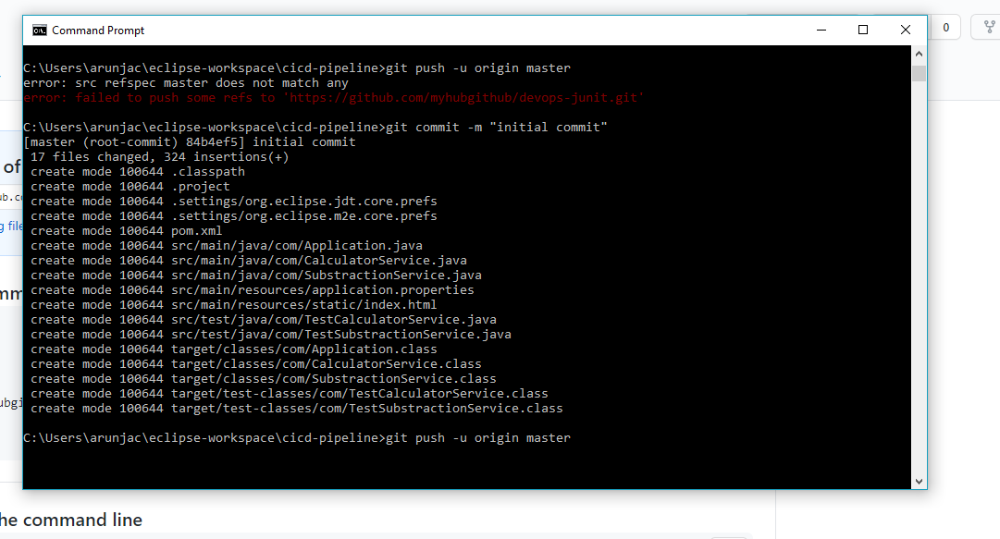 Command Prompt
0
C:\Users\arunjac\eclipse-workspace\cicd-pipeline>git push -u origin master
error: src refspec master does not match any
error: failed to push some refs to 'https://github.com/myhubgithub/devops-junit.git'
C:\Users\arunjac\eclipse-workspace\cicd-pipeline>git commit -m "initial commit"
[master (root-commit) 84b4ef5] initial commit
17 files changed, 324 insertions(+)
create mode 100644 .classpath
create mode 100644 .project
create mode 100644 .settings/org.eclipse.jdt.core.prefs
create mode 100644 .settings/org.eclipse.m2e.core.prefs
create mode 100644 pom.xml
create mode 100644 src/main/java/com/Application.java
create mode 100644 src/main/java/com/CalculatorService.java
create mode 100644 src/main/java/com/SubstractionService.java
create mode 100644 src/main/resources/application.properties
create mode 100644 src/main/resources/static/index.html
create mode 100644 src/test/java/com/TestCalculatorService.java
create mode 100644 src/test/java/com/TestSubstractionService.java
create mode 100644 target/classes/com/Application.class
create mode 100644 target/classes/com/CalculatorService.class
create mode 100644 target/classes/com/SubstractionService.class
create mode 100644 target/test-classes/com/TestCalculatorService.class
create mode 100644 target/test-classes/com/TestSubstractionService.class
C:\Users\arunjac\eclipse-workspace\cicd-pipeline>git push -u origin master
of
he command line